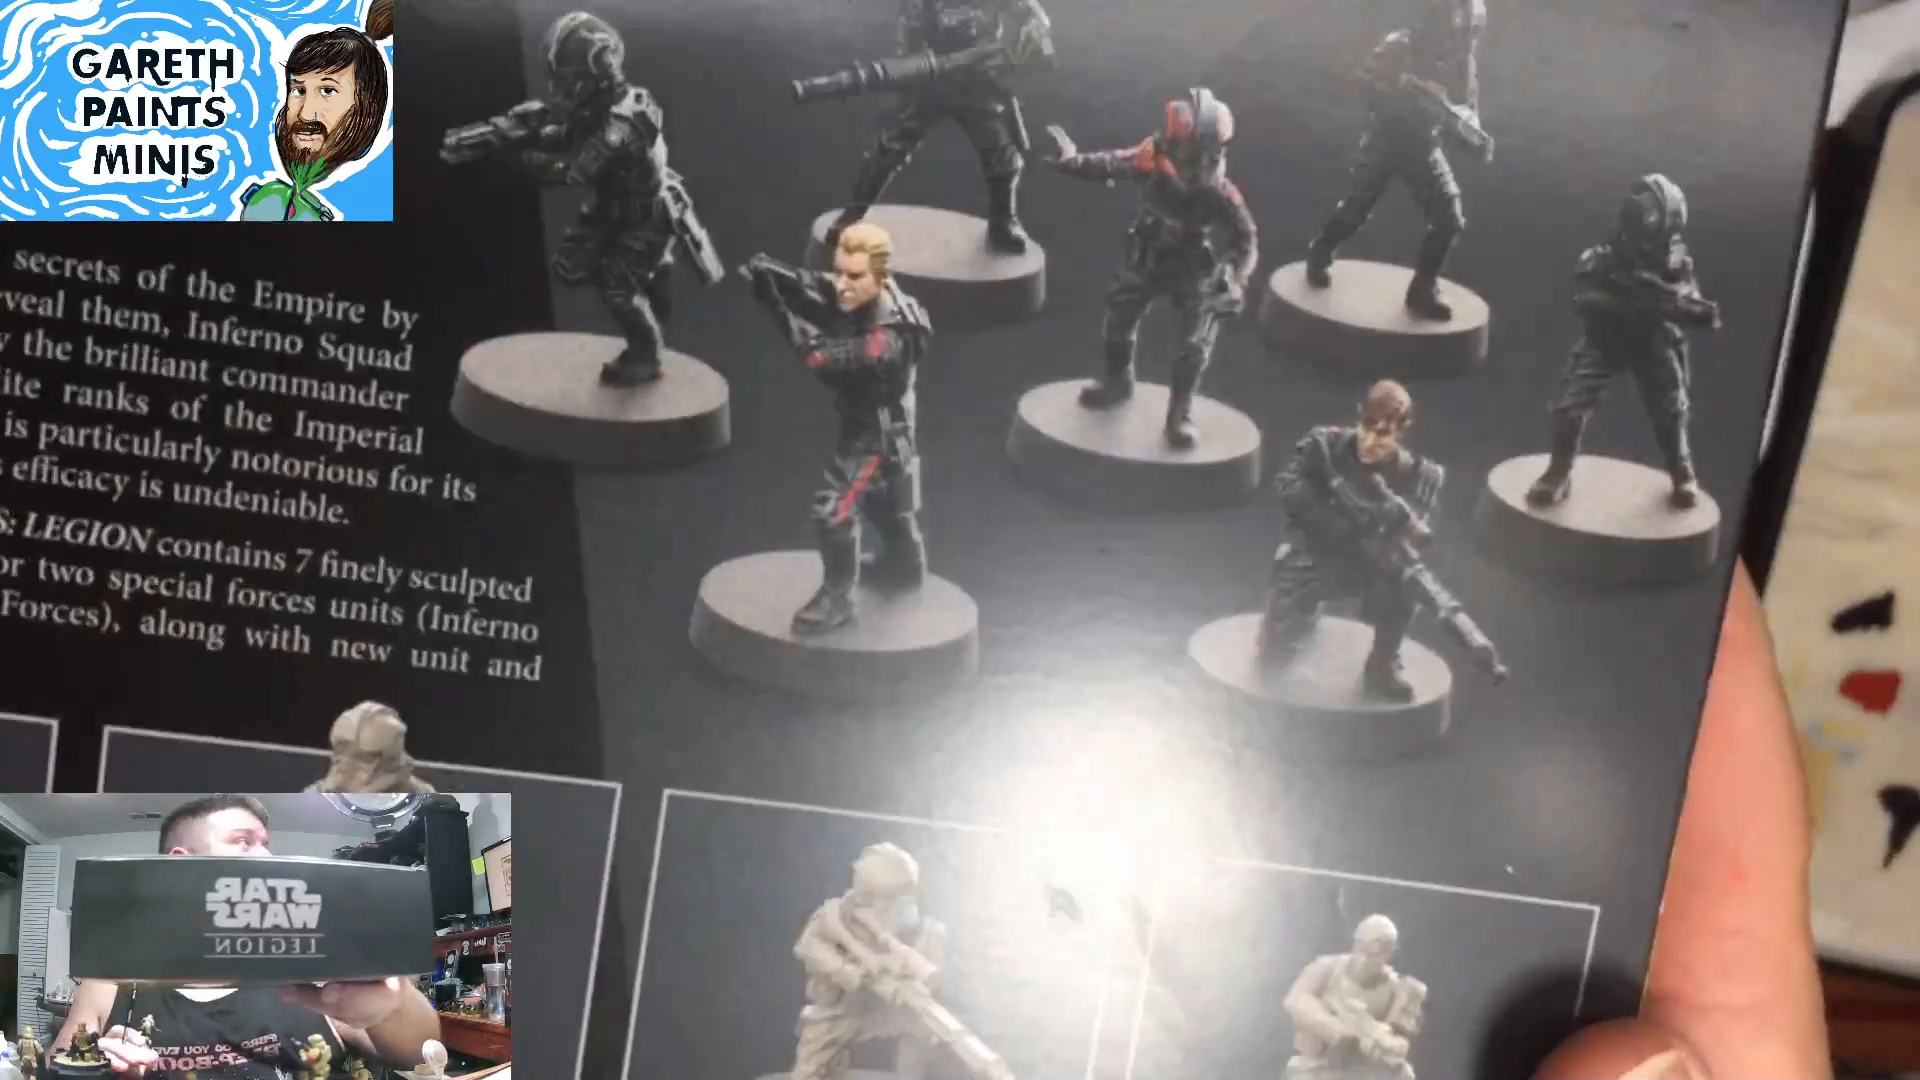 GARETH
PAINTS
MINIS
secrets of the Empire by
veal them, Inferno Squad
y the brilliant commander
lite ranks of the Imperial
is particularly notorious for its
efficacy is undeniable.
S: LEGION contains 7 finely sculpted
or two special forces units (Inferno
Forces), along with new unit and
STAR
WARS
LEGION